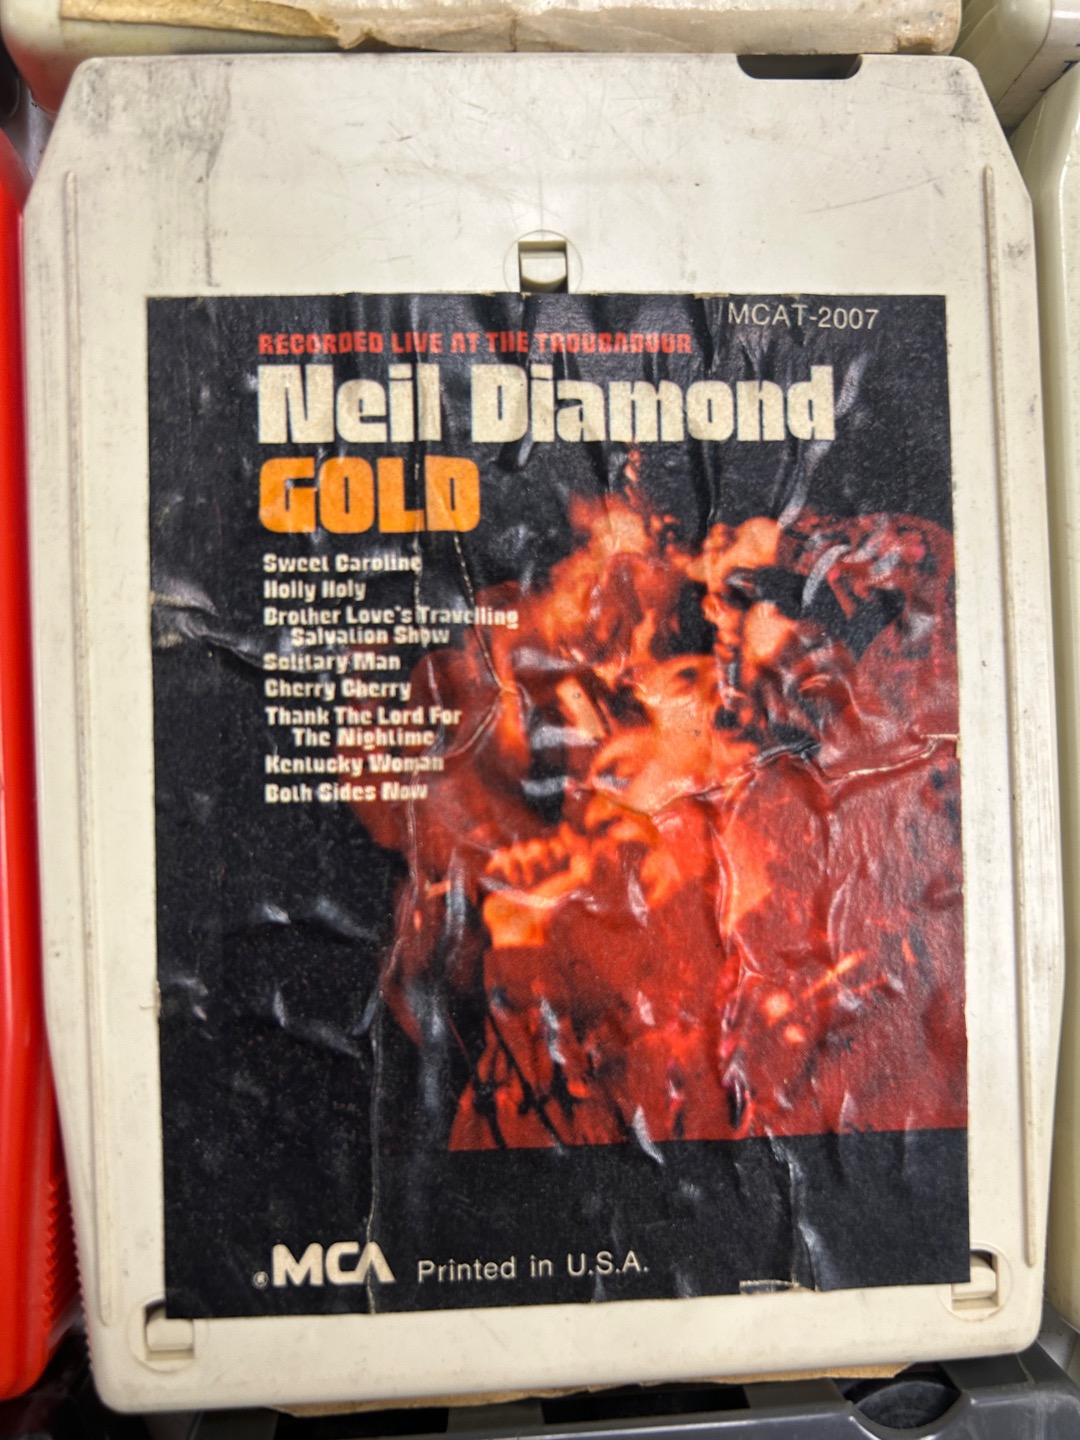 MCAT-2007
RECORDED LIVE AT THE TROUBADOUR
Neil Diamond
GOLD
Sweet Caroline
Holly Holy
Brother Love's Travelling
Salvation Show
Solitary Man
Cherry Cherry
Thank The Lord For
The Nightime
Kentucky Woman
Both Sides Now
® MCA Printed in U.S.A.